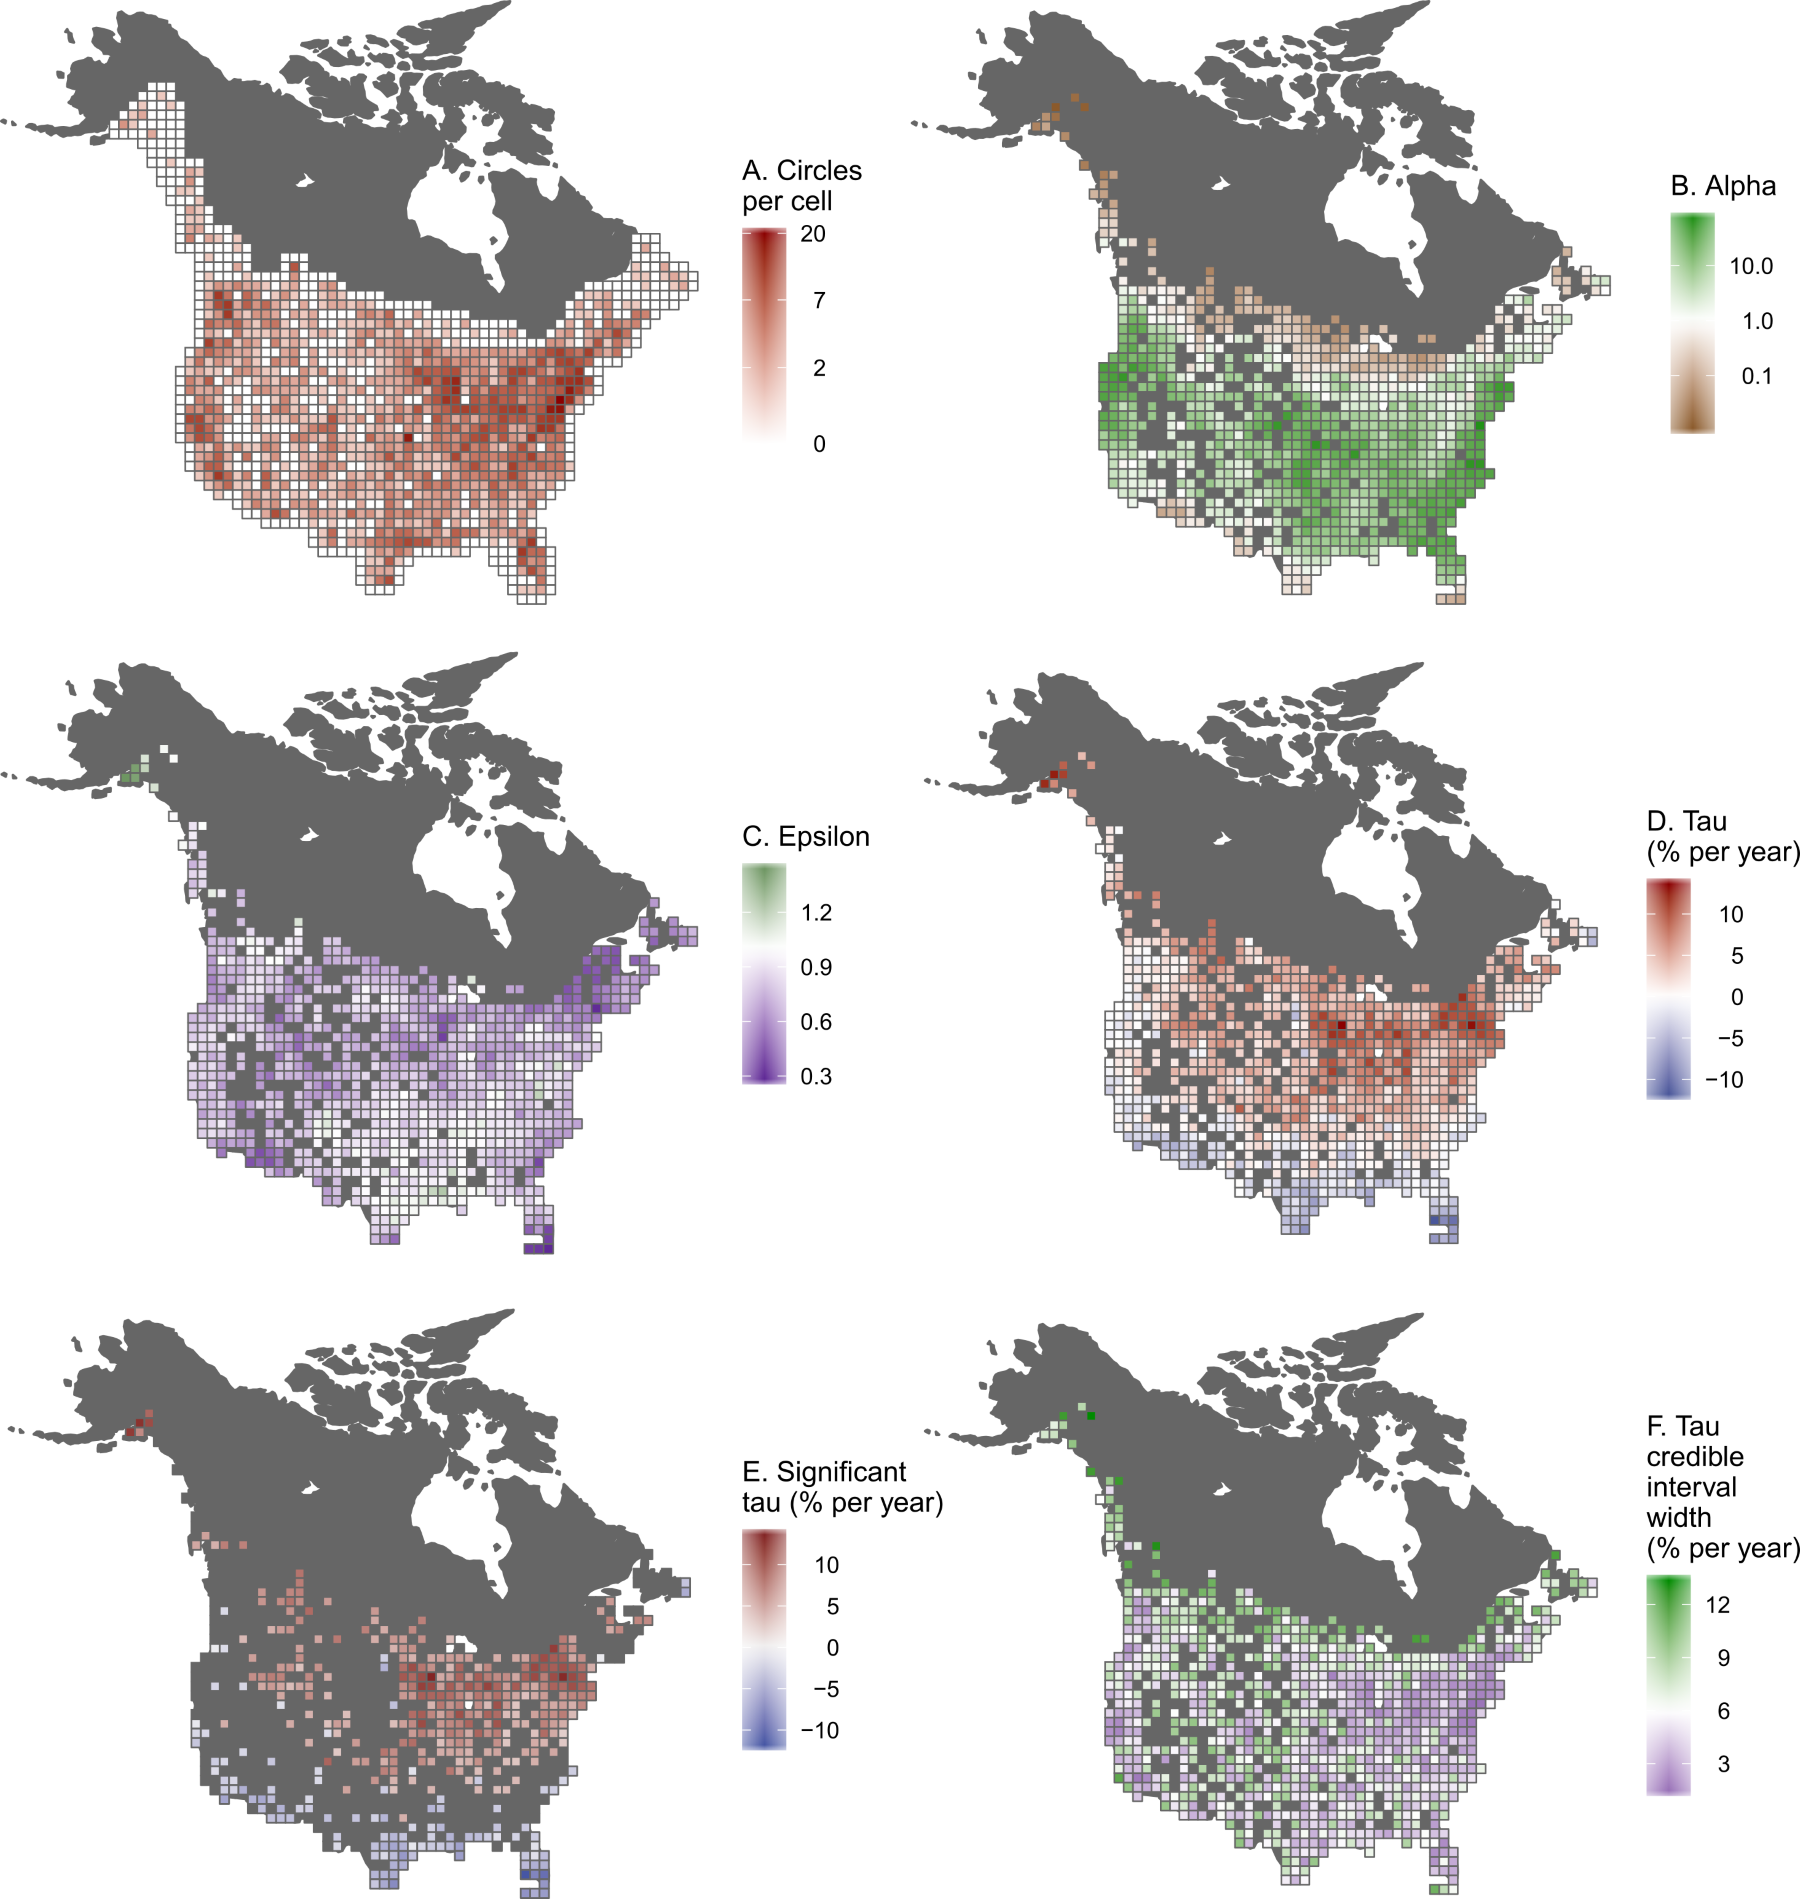 A. Circles
per cell
20
7
2
0
B. Alpha
10.0
1.0
0.1
C. Epsilon
1.2
0.9
0.6
0.3
D. Tau
(% per year)
10
5
0
−5
−10
E. Significant
tau (% per year)
10
5
0
−5
−10
F. Tau
credible
interval
width
(% per year)
12
9
6
3